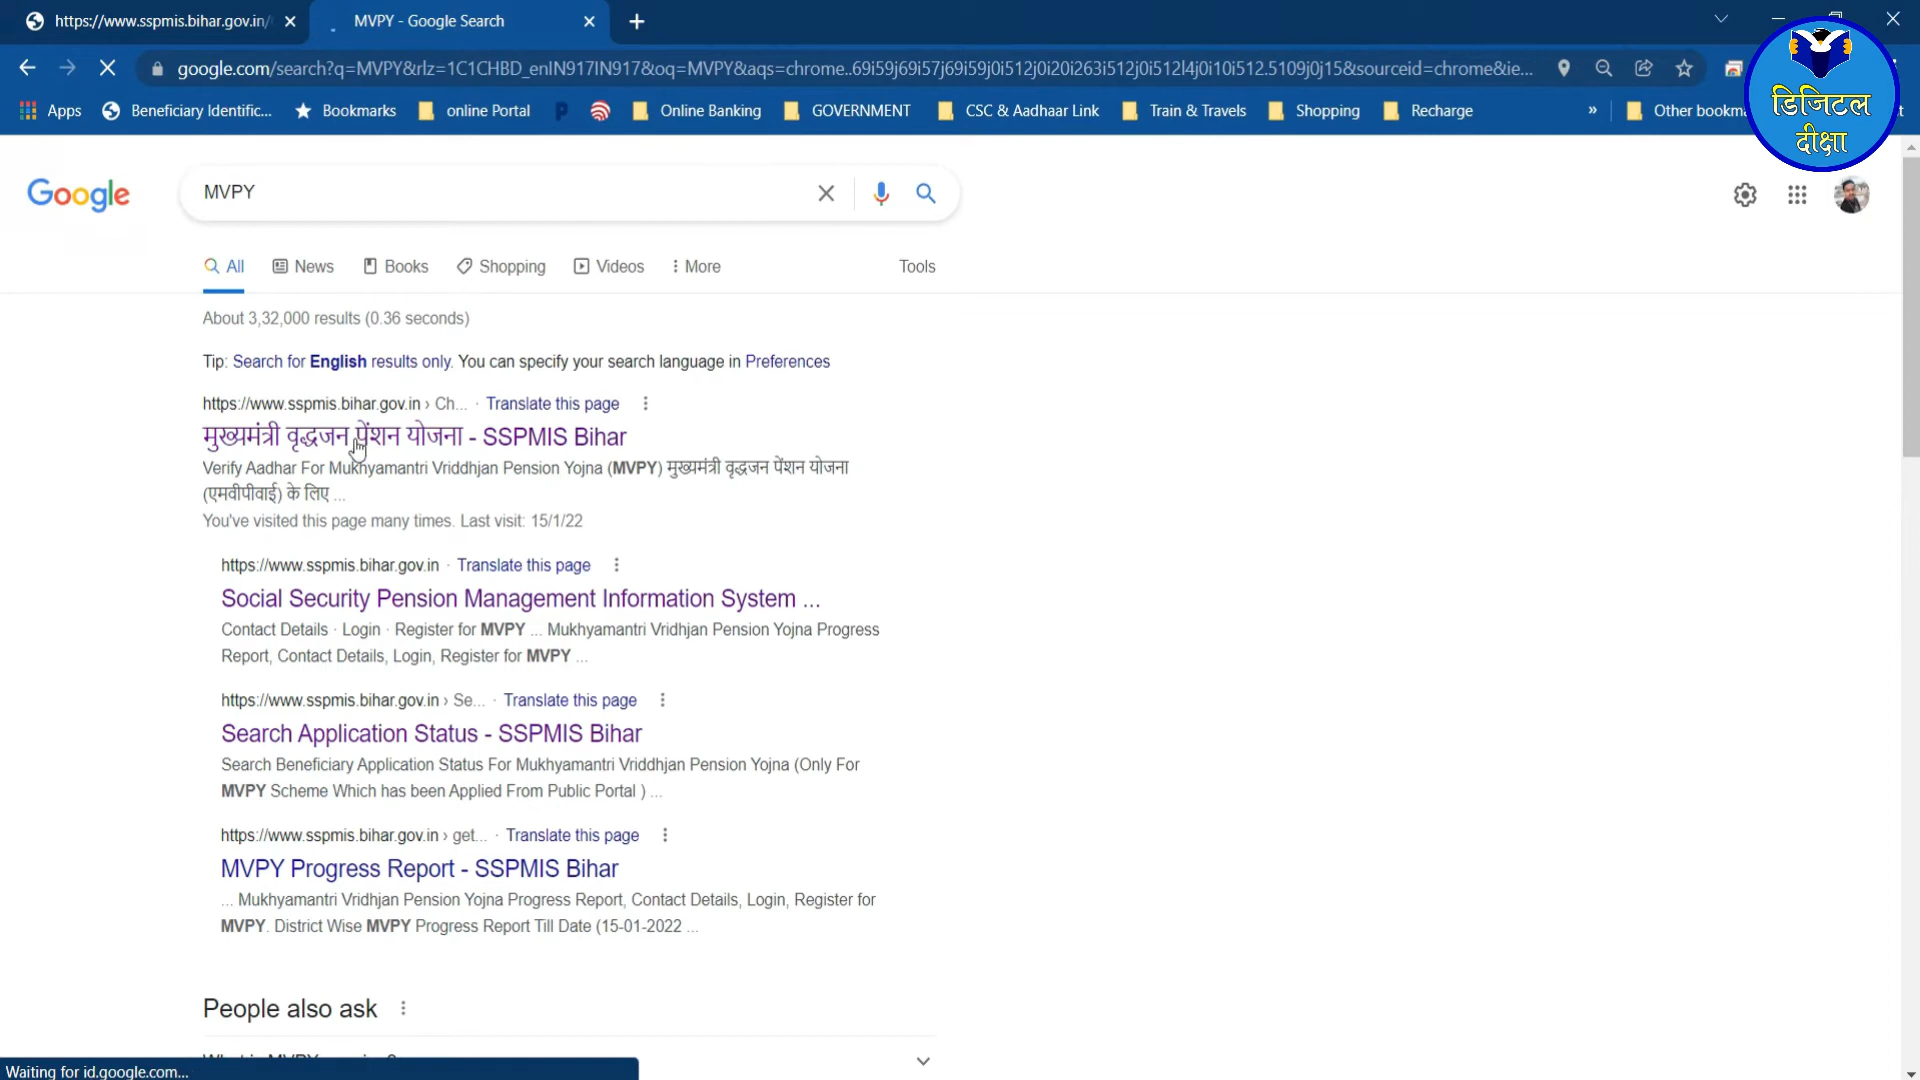 https://www.sspmis.bihar.gov.in/
MVPY - Google Search
google.com/search?q=MVPY&rlz=1C1CHBD_enIN917IN917&oq=MVPY&aqs=chrome..69i59j69i57j69i59j0i512j0i20i263i512j0i512l4j0i10i512.5109j0j15&sourceid=chrome&ie...
Apps
Beneficiary Identific...
Bookmarks
online Portal
Online Banking
GOVERNMENT
CSC & Aadhaar Link
Train & Travels
Shopping
Recharge
»
Other bookma
डिजिटल
दीक्षा
Google
MVPY
All
News
Books
Shopping
Videos
More
Tools
About 3,32,000 results (0.36 seconds)
Tip: Search for English results only. You can specify your search language in Preferences
https://www.sspmis.bihar.gov.in › Ch... · Translate this page
मुख्यमंत्री वृद्धजन पेंशन योजना - SSPMIS Bihar
Verify Aadhar For Mukhyamantri Vriddhjan Pension Yojna (MVPY) मुख्यमंत्री वृद्धजन पेंशन योजना
(एमवीपीवाई) के लिए ...
You've visited this page many times. Last visit: 15/1/22
https://www.sspmis.bihar.gov.in · Translate this page
Social Security Pension Management Information System ...
Contact Details · Login · Register for MVPY ... Mukhyamantri Vridhjan Pension Yojna Progress
Report, Contact Details, Login, Register for MVPY ...
https://www.sspmis.bihar.gov.in › Se... · Translate this page
Search Application Status - SSPMIS Bihar
Search Beneficiary Application Status For Mukhyamantri Vriddhjan Pension Yojna (Only For
MVPY Scheme Which has been Applied From Public Portal ) ...
https://www.sspmis.bihar.gov.in › get... · Translate this page
MVPY Progress Report - SSPMIS Bihar
... Mukhyamantri Vridhjan Pension Yojna Progress Report, Contact Details, Login, Register for
MVPY. District Wise MVPY Progress Report Till Date (15-01-2022 ...
People also ask
Waiting for id.google.com...